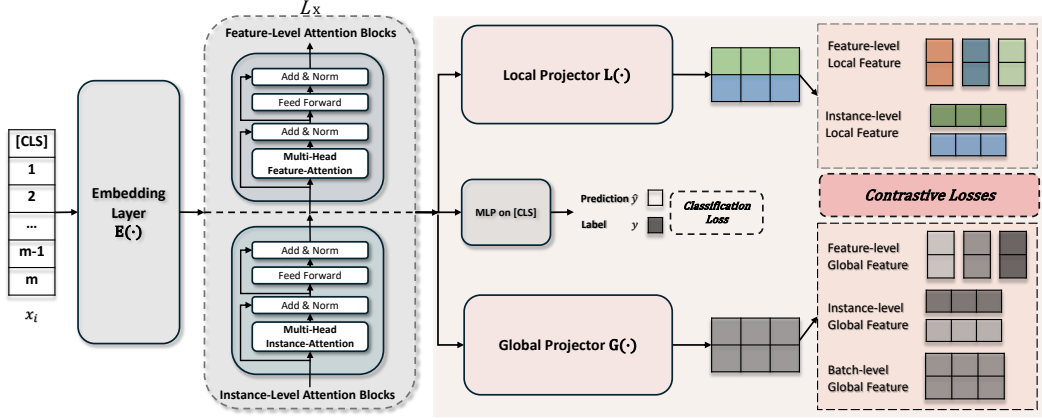 [CLS]
1
2
...
m-1
m
x_i
Embedding
Layer
E(·)
Lx
Feature-Level Attention Blocks
Add & Norm
Feed Forward
Add & Norm
Multi-Head
Feature-Attention
Add & Norm
Feed Forward
Add & Norm
Multi-Head
Instance-Attention
Instance-Level Attention Blocks
Local Projector L(·)
MLP on [CLS]
Prediction ŷ
Label y
Classification
Loss
Global Projector G(·)
Feature-level
Local Feature
Instance-level
Local Feature
Contrastive Losses
Feature-level
Global Feature
Instance-level
Global Feature
Batch-level
Global Feature